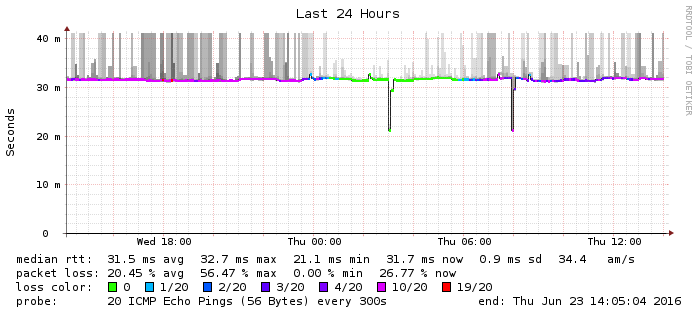 Last 24 Hours
RRDTOOL / TOBI OETIKER
Seconds
40 m
30 m
20 m
10 m
0
Wed 18:00 Thu 00:00 Thu 06:00 Thu 12:00
median rtt: 31.5 ms avg 32.7 ms max 21.1 ms min 31.7 ms now 0.9 ms sd 34.4 am/s
packet loss: 20.45 % avg 56.47 % max 0.00 % min 26.77 % now
loss color: 0 1/20 2/20 3/20 4/20 10/20 19/20
probe: 20 ICMP Echo Pings (56 Bytes) every 300s end: Thu Jun 23 14:05:04 2016